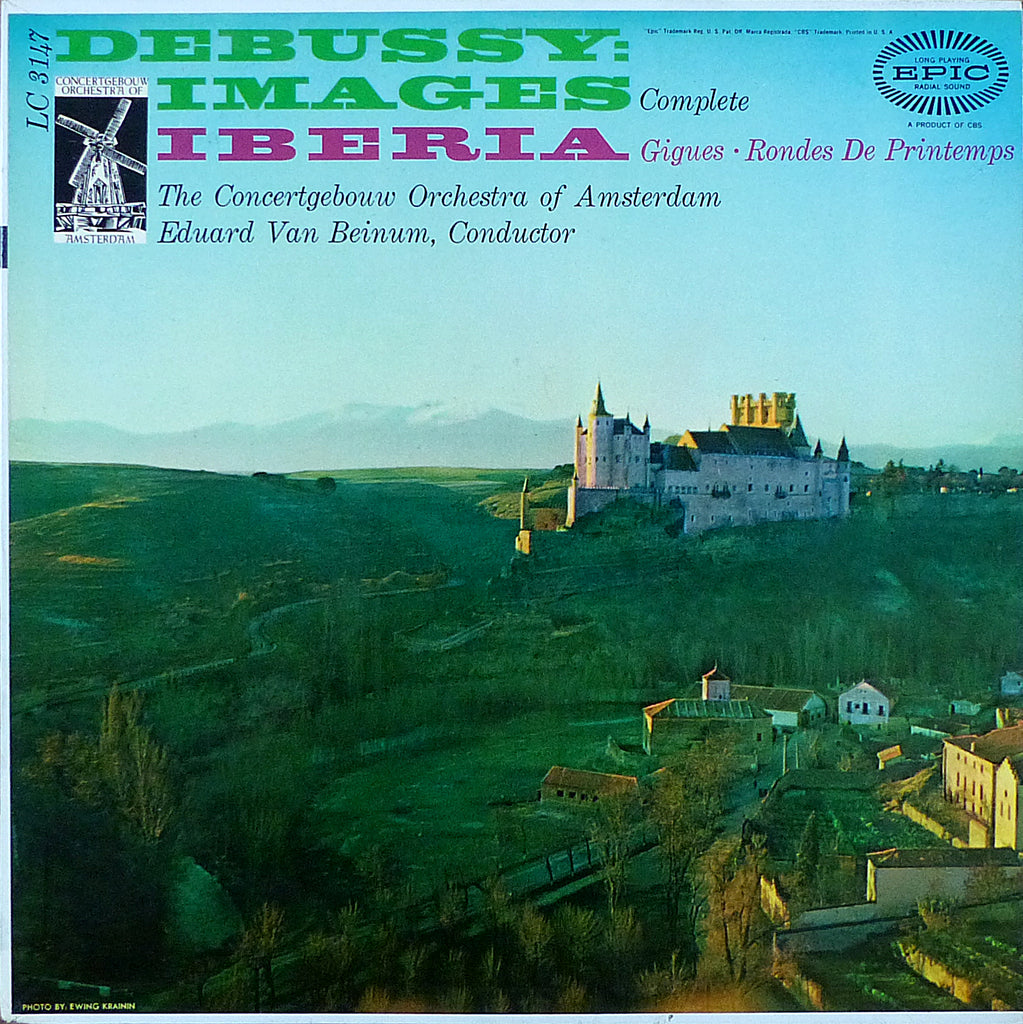 LC 3147
DEBUSSY:
IMAGES Complete
IBERIA Gigues · Rondes De Printemps
The Concertgebouw Orchestra of Amsterdam
Eduard Van Beinum, Conductor
CONCERTGEBOUW
ORCHESTRA OF
AMSTERDAM
"Epic" Trademark Reg. U. S. Pat. Off. Marca Registrada. "CBS" Trademark. Printed in U. S. A.
LONG PLAYING
EPIC
RADIAL SOUND
A PRODUCT OF CBS
PHOTO BY: EWING KRAININ